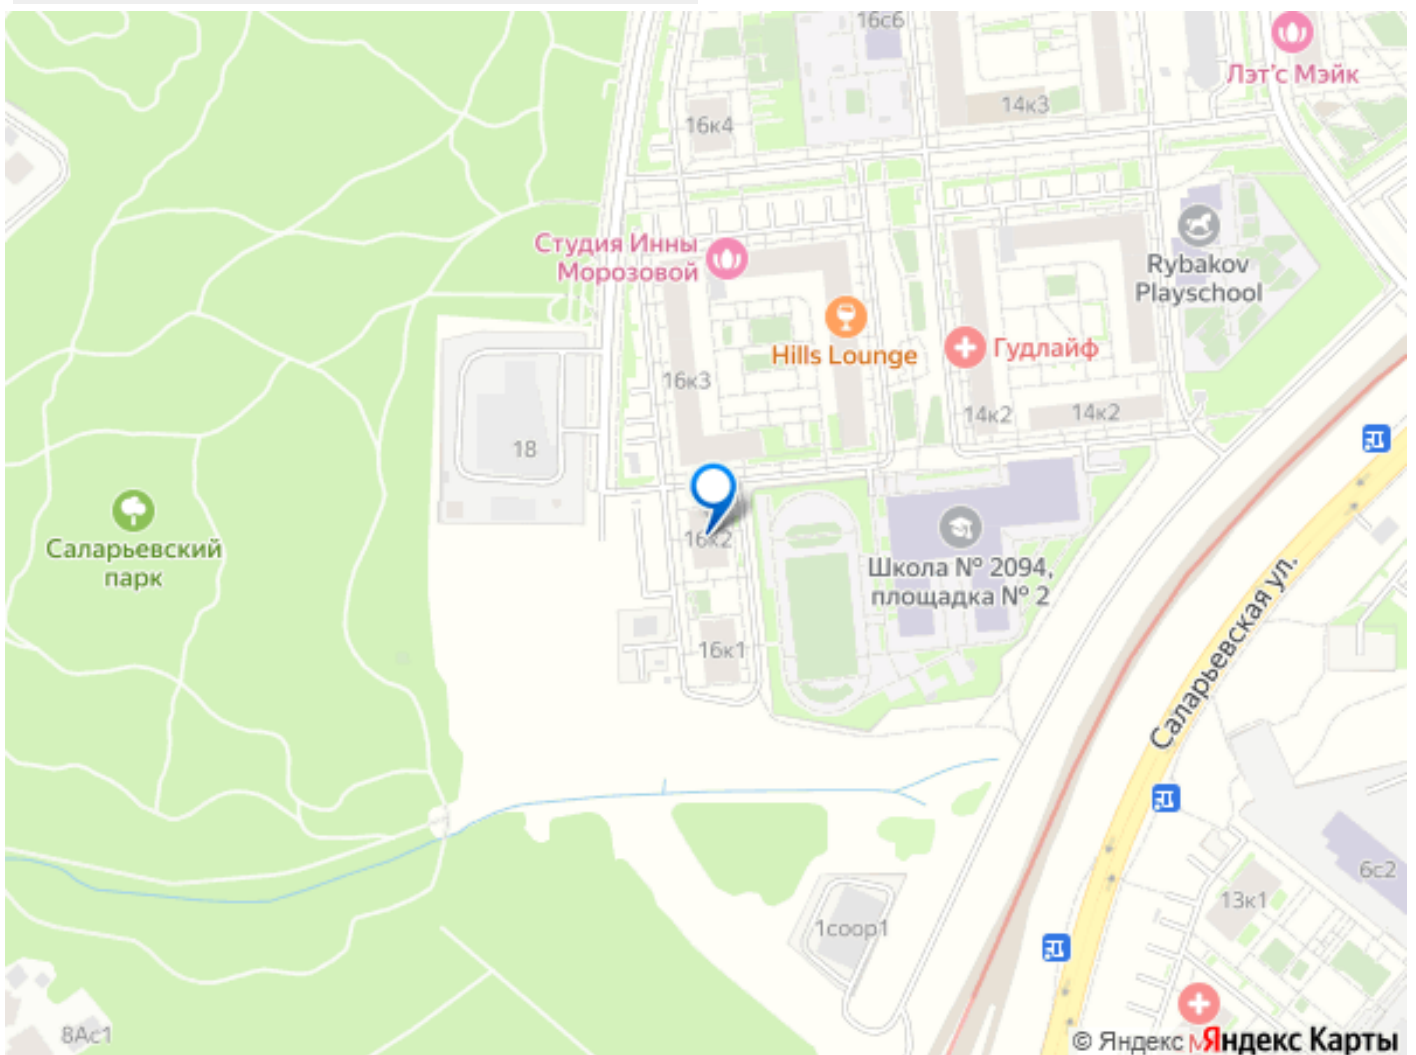 16с6
Лэт'с Мэйк
14к3
16к4
Студия Инны
Морозовой
Rybakov
Playschool
Hills Lounge
Гудлайф
16к3
14к2
14к2
18
Саларьевский
парк
16к2
Школа № 2094,
площадка № 2
Саларьевская ул.
16к1
6с2
13к1
1соор1
8Ас1
© Яндекс
Яндекс Карты